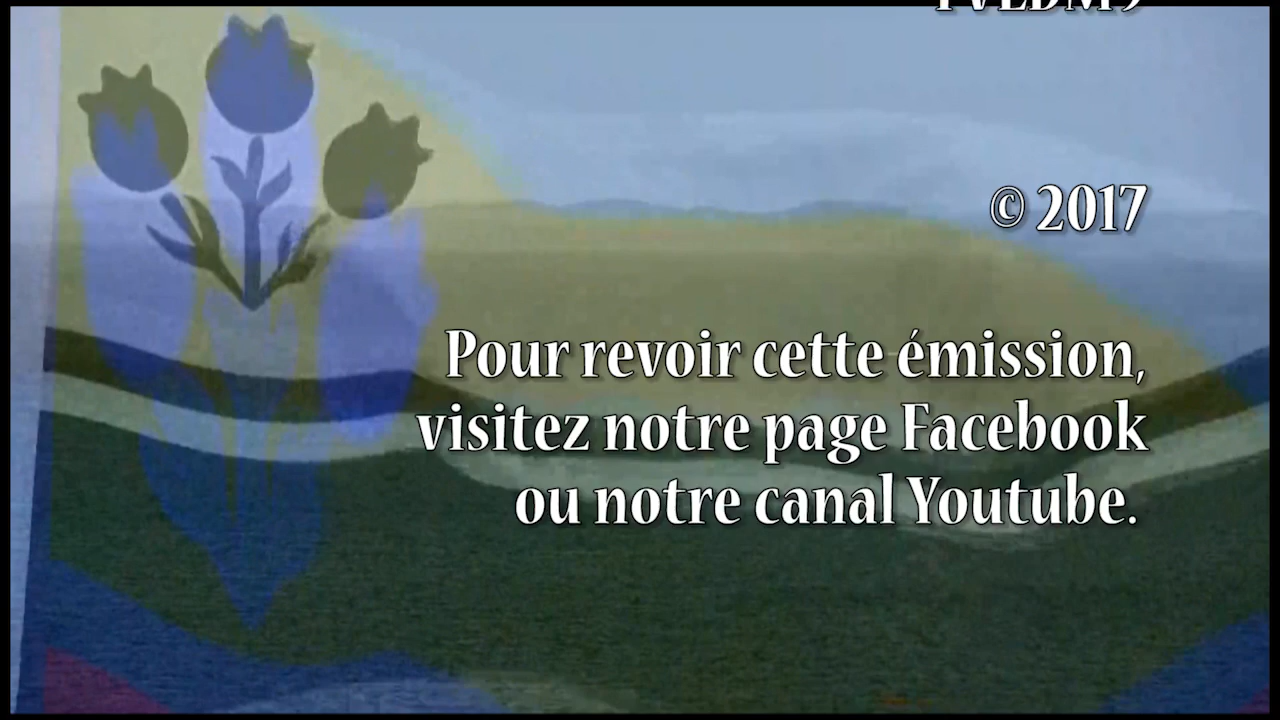 © 2017
Pour revoir cette émission,
visitez notre page Facebook
ou notre canal Youtube.